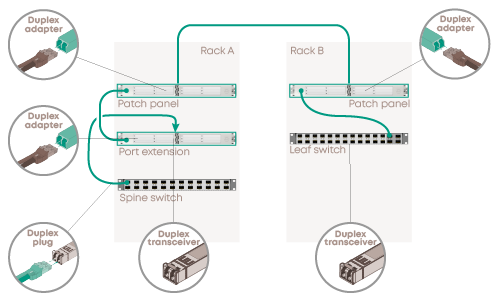 Duplex
adapter
Rack A
Rack B
Duplex
adapter
Patch panel
Patch panel
Duplex
adapter
Port extension
Leaf switch
Spine switch
Duplex
plug
Duplex
transceiver
Duplex
transceiver